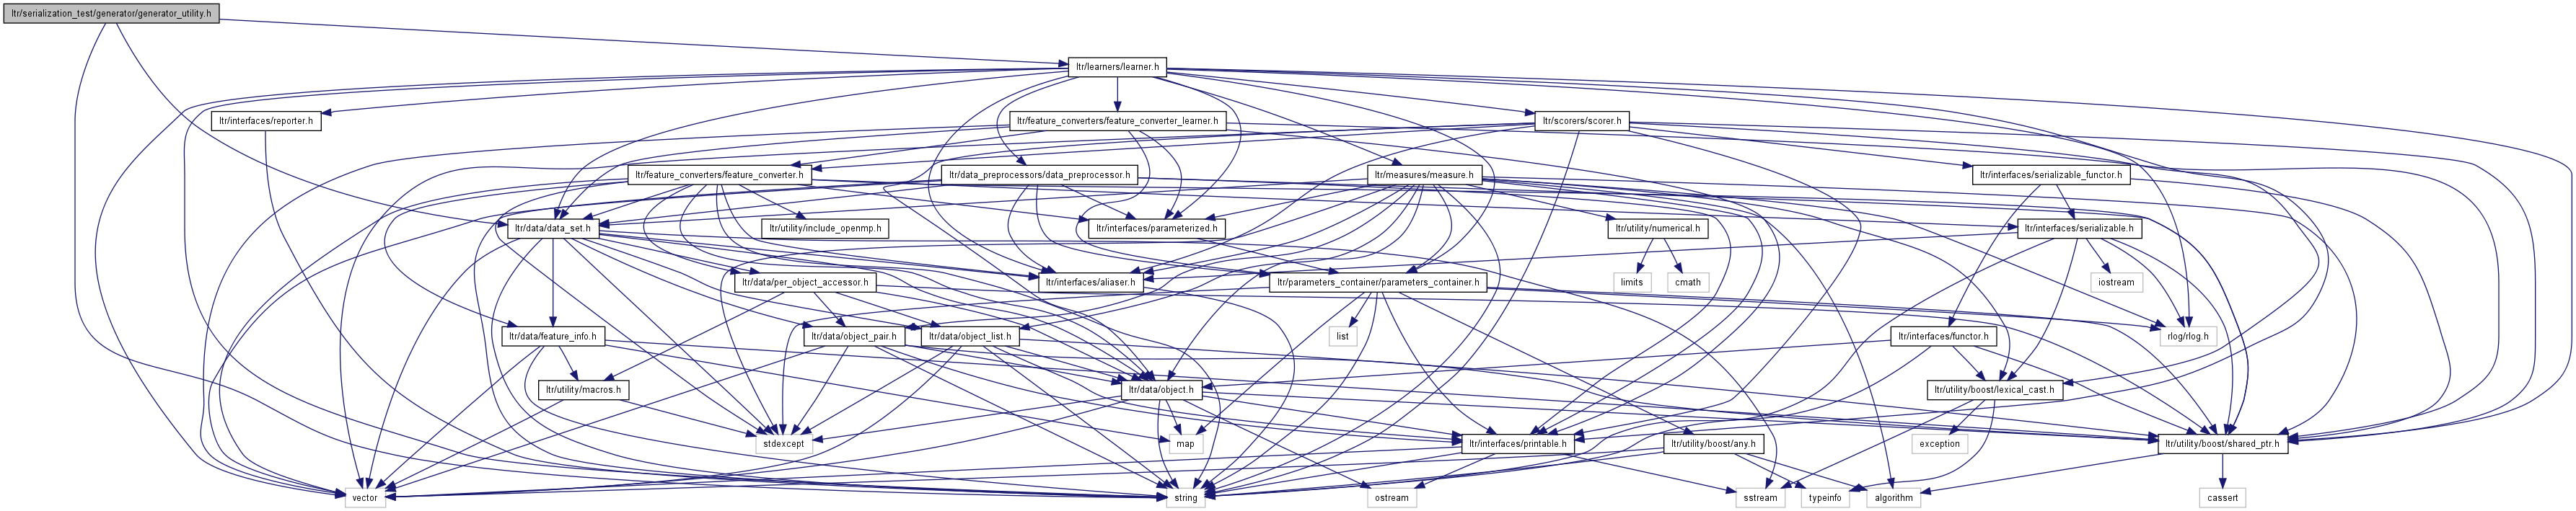 ltr/serialization_test/generator/generator_utility.h
ltr/learners/learner.h
ltr/interfaces/reporter.h
ltr/feature_converters/feature_converter_learner.h
ltr/scorers/scorer.h
ltr/feature_converters/feature_converter.h
ltr/data_preprocessors/data_preprocessor.h
ltr/measures/measure.h
ltr/interfaces/serializable_functor.h
ltr/data/data_set.h
ltr/utility/include_openmp.h
ltr/interfaces/parameterized.h
ltr/utility/numerical.h
ltr/interfaces/serializable.h
ltr/data/per_object_accessor.h
ltr/interfaces/aliaser.h
ltr/parameters_container/parameters_container.h
limits
cmath
iostream
ltr/data/feature_info.h
ltr/data/object_pair.h
ltr/data/object_list.h
list
ltr/interfaces/functor.h
rlog/rlog.h
ltr/utility/macros.h
ltr/data/object.h
ltr/utility/boost/lexical_cast.h
stdexcept
map
ltr/interfaces/printable.h
ltr/utility/boost/any.h
exception
ltr/utility/boost/shared_ptr.h
vector
string
ostream
sstream
typeinfo
algorithm
cassert